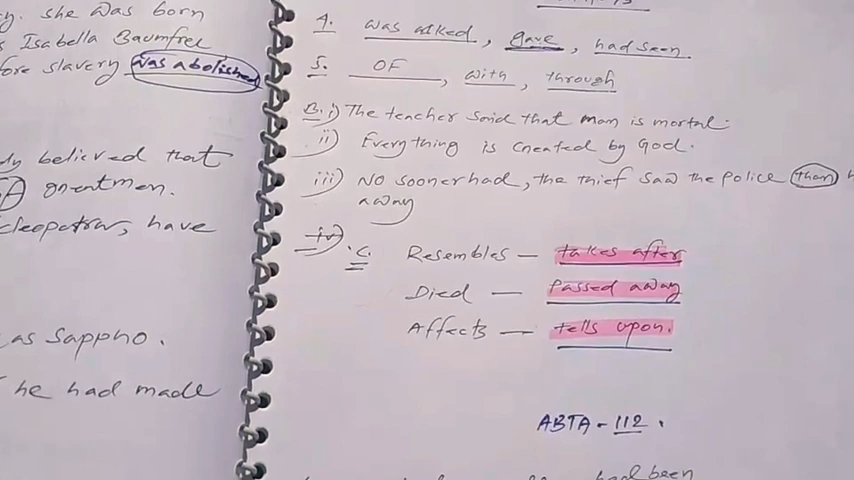 y. she was born
s Isabella Baumfree
fore slavery was abolished
dy believed that
greatmen.
cleopatra, have
as Sappho.
he had made
4. was asked, gave, had seen
5. OF, with, through
B. i) The teacher said that man is mortal.
ii) Everything is created by God.
iii) No sooner had, the thief saw the police than h
away
iv) C. Resembles — takes after
Died — Passed away
Affects — tells upon.
ABTA - 112.
had been